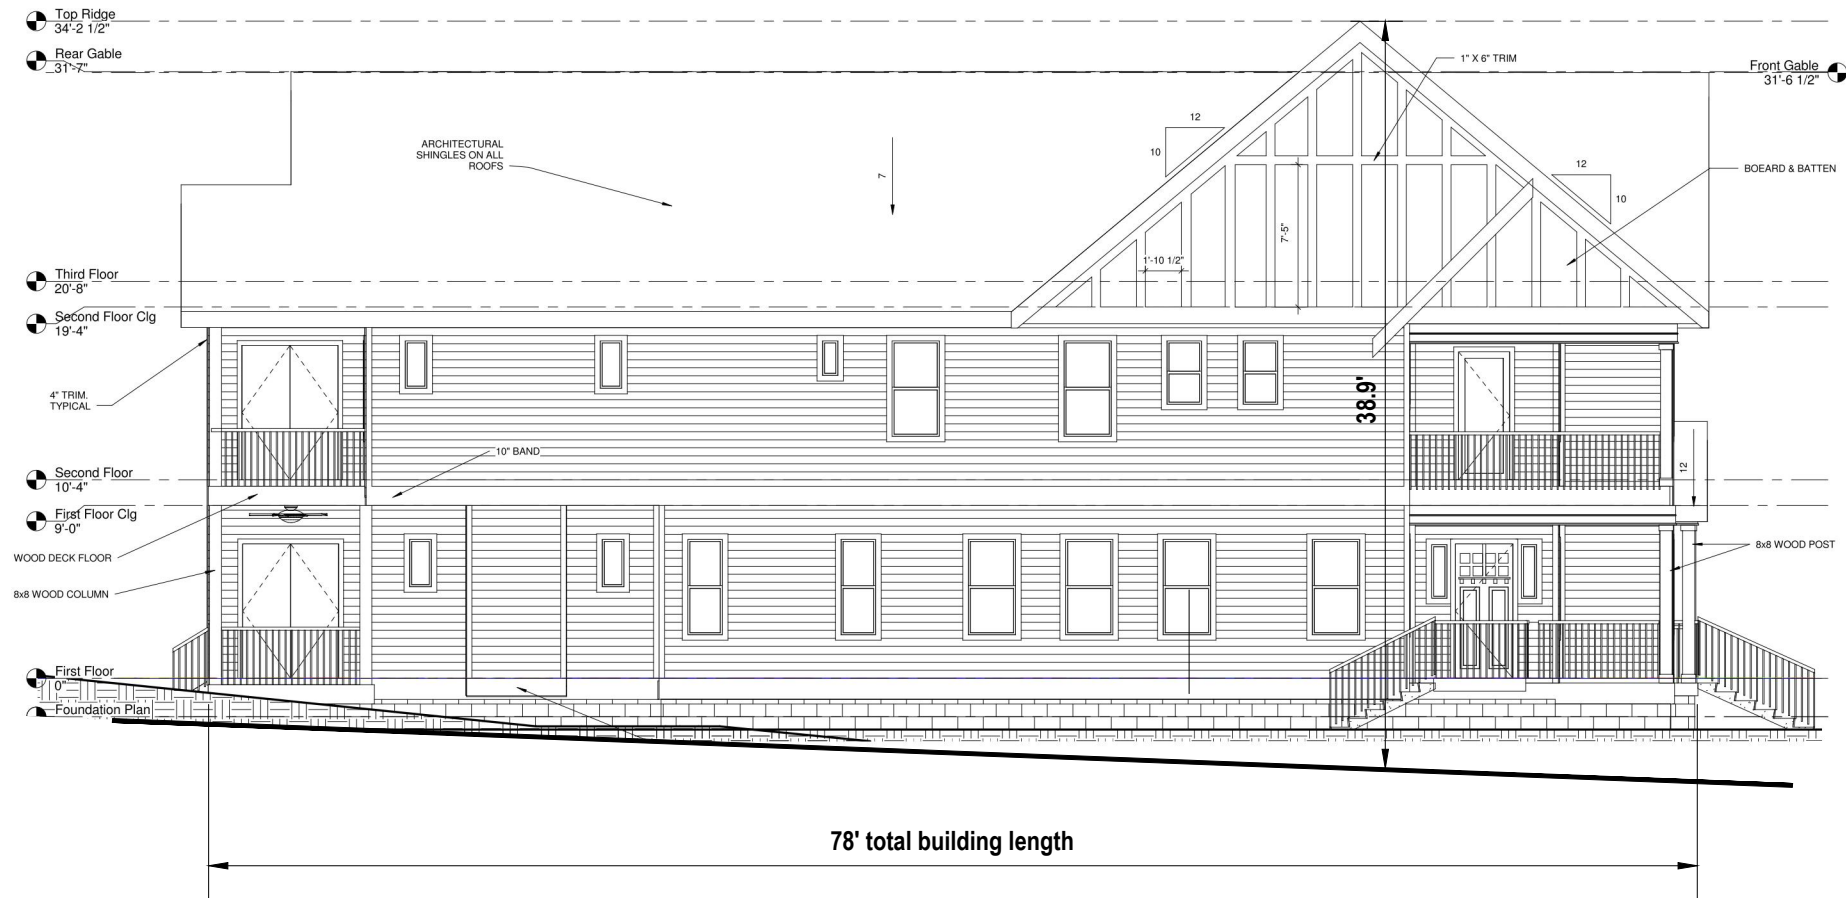 Top Ridge
34'-2 1/2"
Rear Gable
31'-7"
1" X 6" TRIM
Front Gable
31'-6 1/2"
12
10
ARCHITECTURAL
SHINGLES ON ALL
ROOFS
7
12
10
BOEARD & BATTEN
7'-5"
1'-10 1/2"
Third Floor
20'-8"
Second Floor Clg
19'-4"
4" TRIM.
TYPICAL
38.9'
10" BAND
Second Floor
10'-4"
12
First Floor Clg
9'-0"
WOOD DECK FLOOR
8x8 WOOD POST
8x8 WOOD COLUMN
First Floor
0"
Foundation Plan
78' total building length